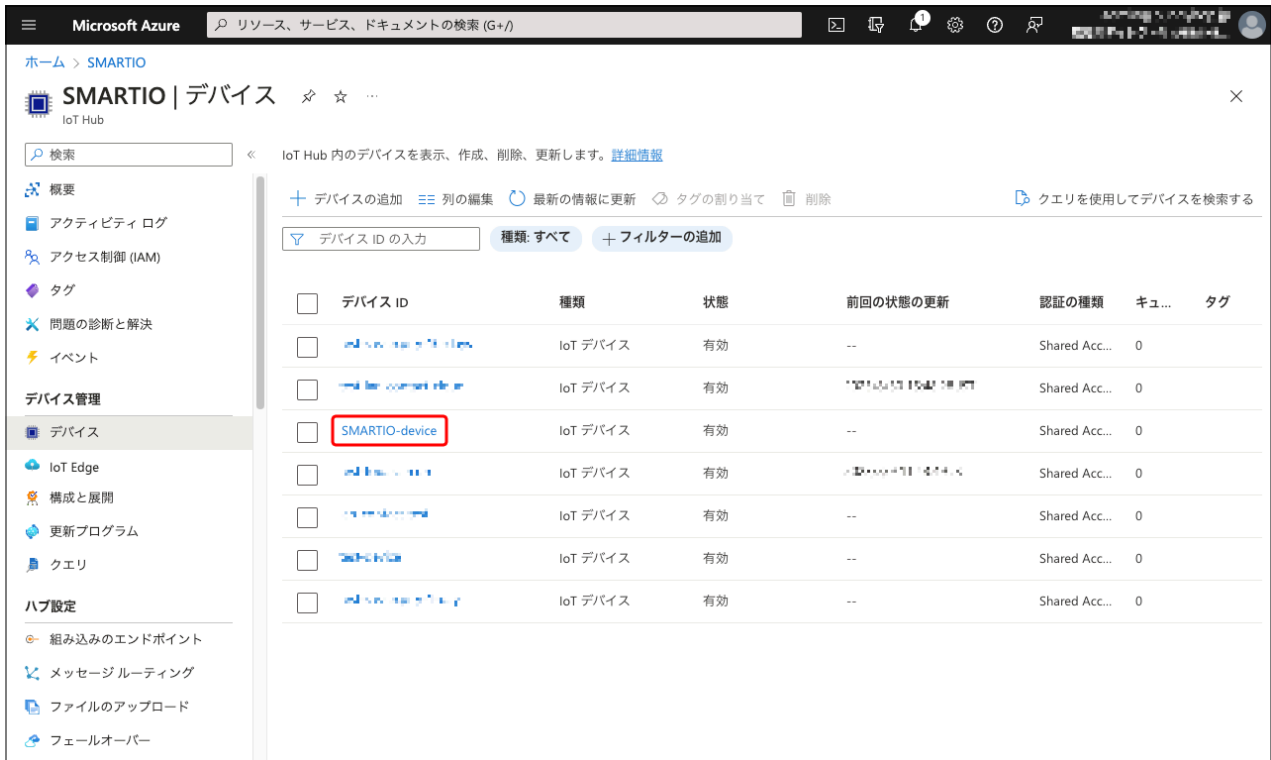 Microsoft Azure
リソース、サービス、ドキュメントの検索 (G+/)
1
ホーム > SMARTIO
SMARTIO | デバイス
IoT Hub
検索
IoT Hub 内のデバイスを表示、作成、削除、更新します。詳細情報
概要
アクティビティ ログ
アクセス制御 (IAM)
タグ
問題の診断と解決
イベント
デバイス管理
デバイス
IoT Edge
構成と展開
更新プログラム
クエリ
ハブ設定
組み込みのエンドポイント
メッセージ ルーティング
ファイルのアップロード
フェールオーバー
デバイスの追加 列の編集 最新の情報に更新 タグの割り当て 削除 クエリを使用してデバイスを検索する
デバイス ID の入力 種類: すべて フィルターの追加
デバイス ID 種類 状態 前回の状態の更新 認証の種類 キュ... タグ
IoT デバイス 有効 -- Shared Acc... 0
IoT デバイス 有効 Shared Acc... 0
SMARTIO-device IoT デバイス 有効 -- Shared Acc... 0
IoT デバイス 有効 Shared Acc... 0
IoT デバイス 有効 -- Shared Acc... 0
IoT デバイス 有効 -- Shared Acc... 0
IoT デバイス 有効 -- Shared Acc... 0